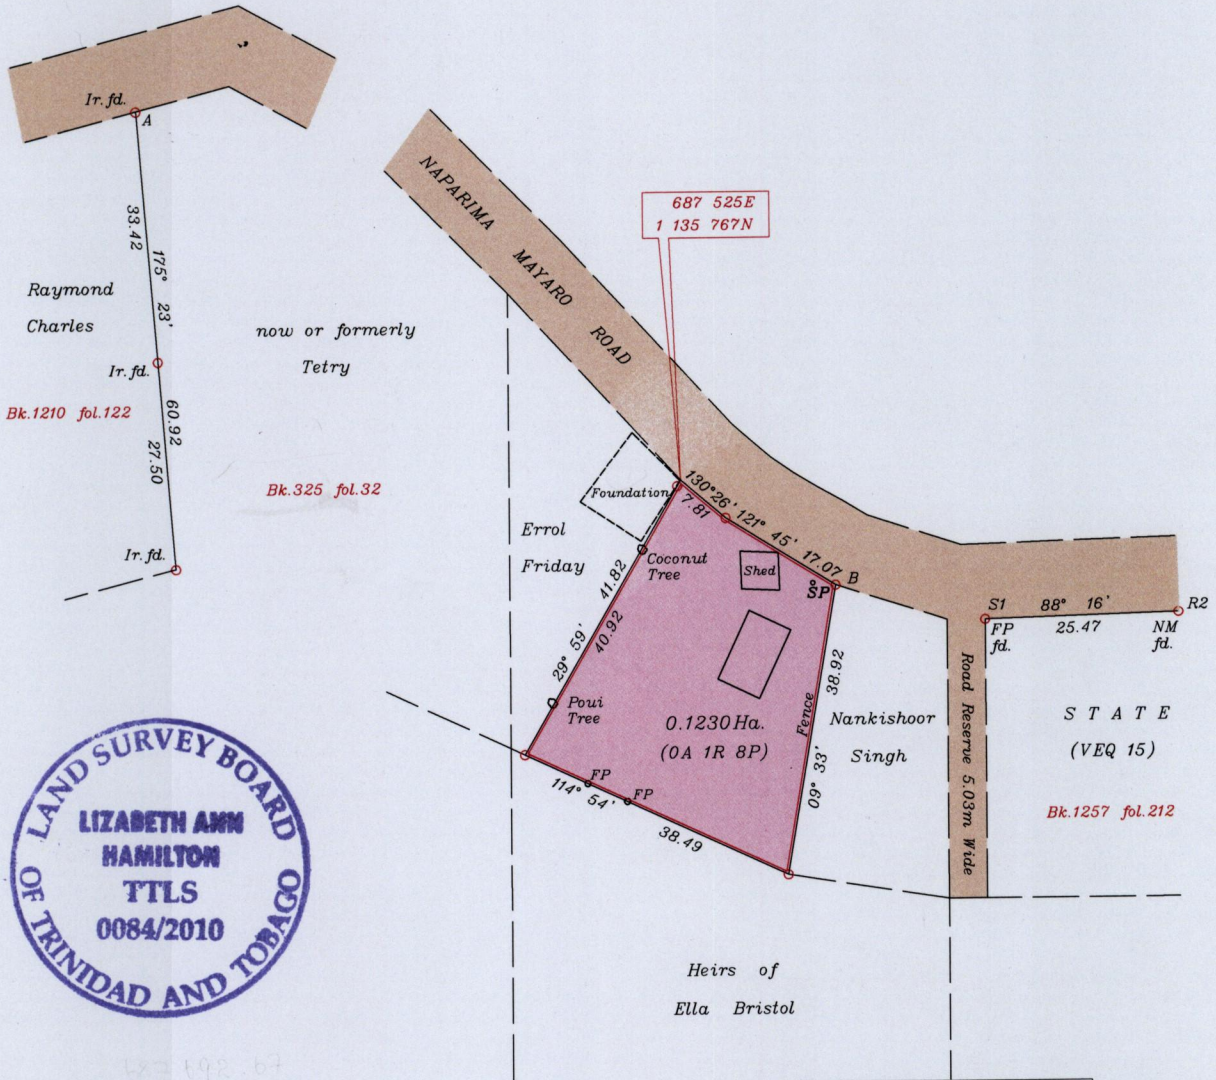 Ir. fd.
A
33.42
175° 23'
Raymond
Charles
now or formerly
Tetry
Ir. fd.
Bk.1210 fol.122
60.92
27.50
Bk.325 fol.32
Ir. fd.
NAPARIMA MAYARO ROAD
687 525E
1 135 767N
Foundation
130° 26'
7.81
121° 45'
17.07
Errol
Friday
Coconut
Tree
Shed
SP
B
41.82
40.92
29° 59'
Poui
Tree
0.1230 Ha.
(0A 1R 8P)
Fence
38.92
09° 33'
Nankishoor
Singh
FP
FP
114° 54'
38.49
S1
88° 16'
R2
FP
fd.
25.47
NM
fd.
Road Reserve 5.03m Wide
S T A T E
(VEQ 15)
Bk.1257 fol.212
Heirs of
Ella Bristol
LAND SURVEY BOARD
LIZABETH ANN
HAMILTON
TTLS
0084/2010
OF TRINIDAD AND TOBAGO